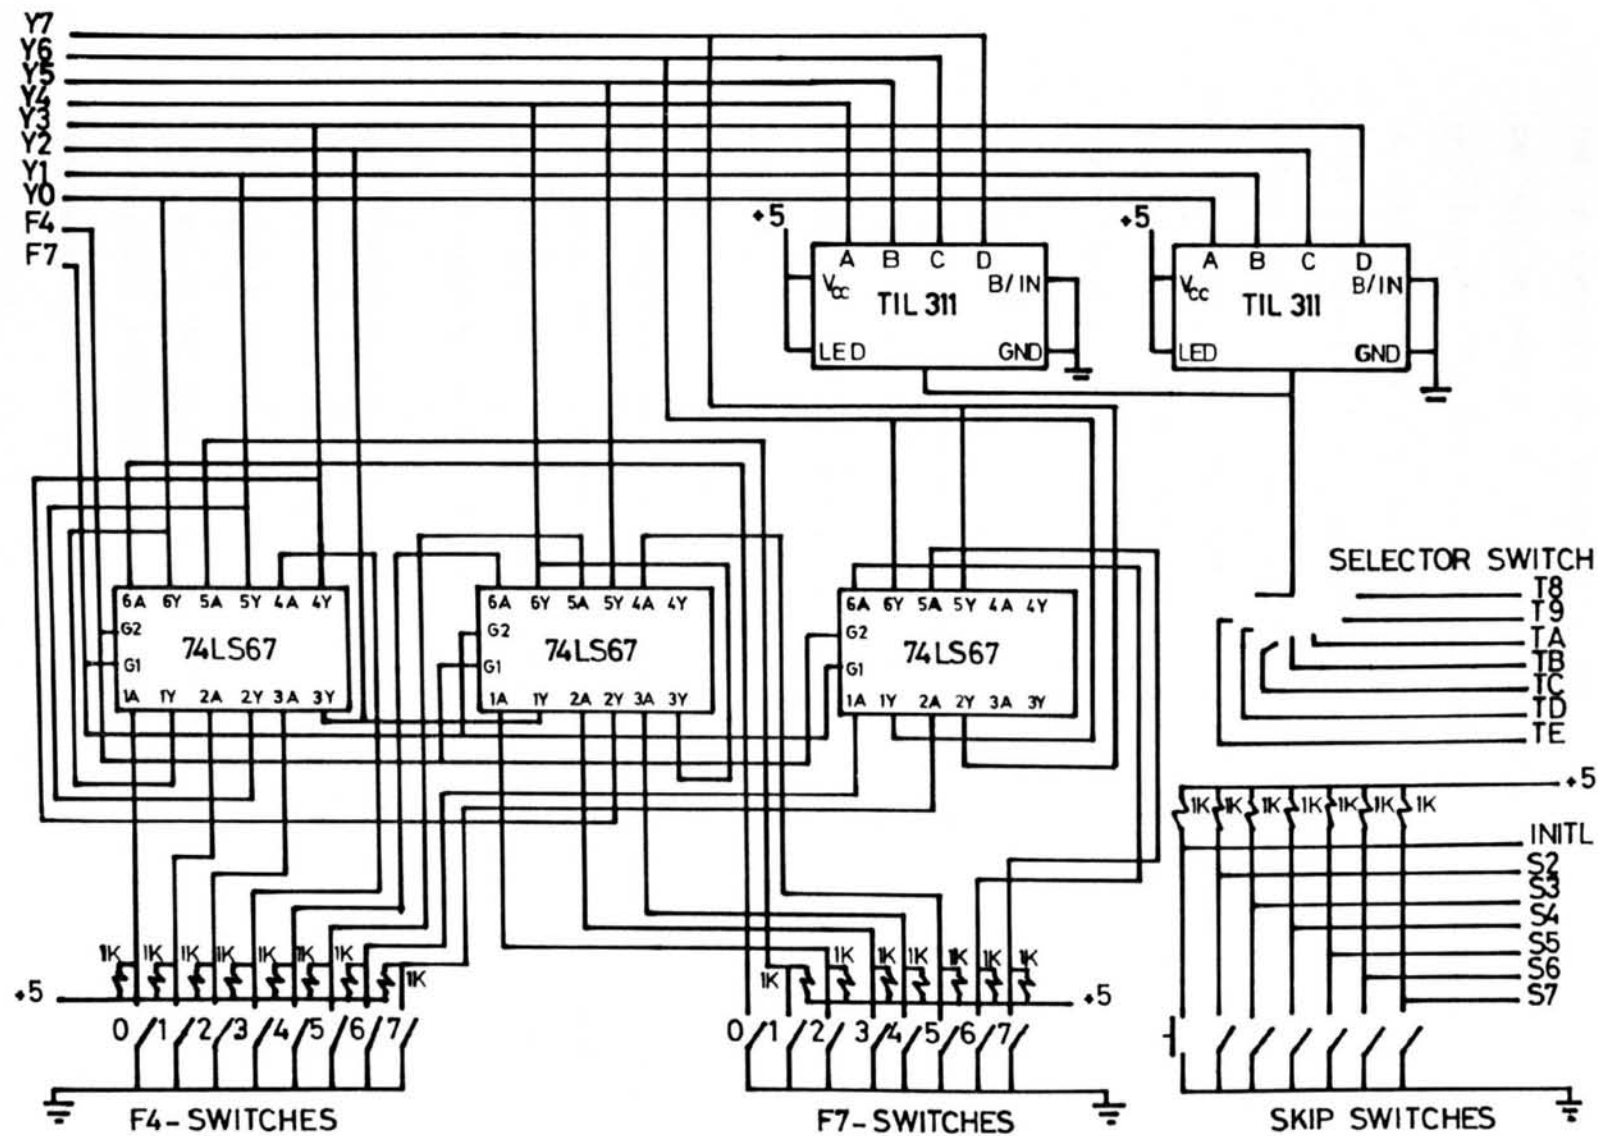 Y7
Y6
Y5
Y4
Y3
Y2
Y1
Y0
F4
F7
+5 +5
A B C D A B C D
VCC B/IN VCC B/IN
TIL 311 TIL 311
LED GND LED GND
SELECTOR SWITCH
T8
T9
TA
TB
TC
TD
TE
6A 6Y 5A 5Y 4A 4Y 6A 6Y 5A 5Y 4A 4Y 6A 6Y 5A 5Y 4A 4Y
G2 G2 G2
74LS67 74LS67 74LS67
G1 G1 G1
1A 1Y 2A 2Y 3A 3Y 1A 1Y 2A 2Y 3A 3Y 1A 1Y 2A 2Y 3A 3Y
+5
1K 1K 1K 1K 1K 1K 1K
INITL
S2
S3
S4
S5
S6
S7
1K 1K 1K 1K 1K 1K 1K 1K 1K 1K 1K 1K 1K 1K 1K
+5 +5
0 1 2 3 4 5 6 7 0 1 2 3 4 5 6 7
F4-SWITCHES F7-SWITCHES SKIP SWITCHES